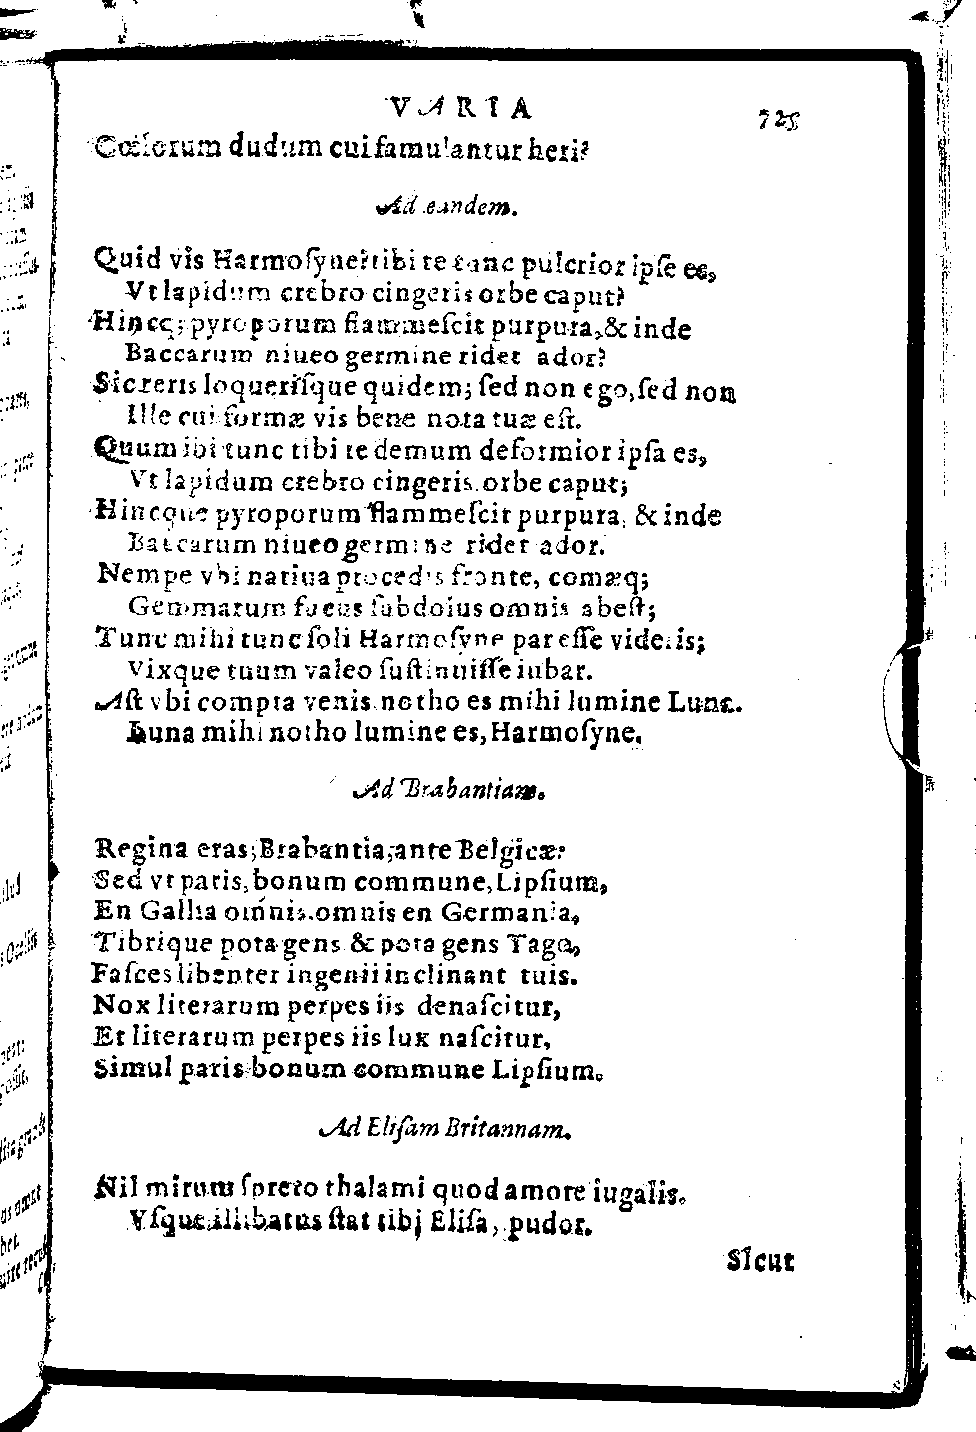 VARIA 725
Cœlorum dudum cui famulantur heri?
Ad eandem.
Quid vis Harmoſyne? tibi te tunc pulcrior ipſe es,
Vt lapidum crebro cingeris orbe caput?
Hincq; pyroporum flammeſcit purpura, & inde
Baccarum niueo germine ridet ador?
Sic reris loqueriſque quidem; ſed non ego, ſed non
Ille cui formæ vis bene nota tuæ eſt.
Quum ibi tunc tibi te demum deformior ipſa es,
Vt lapidum crebro cingeris orbe caput;
Hincque pyroporum flammeſcit purpura, & inde
Baccarum niueo germine ridet ador.
Nempe vbi natiua procedis fronte, comæq;
Gemmarum fucus ſubdolus omnis abeſt;
Tunc mihi tunc ſoli Harmoſyne par eſſe videris;
Vixque tuum valeo ſuſtinuiſſe iubar.
Aſt vbi compta venis notho es mihi lumine Luna.
Luna mihi notho lumine es, Harmoſyne.
Ad Brabantiam.
Regina eras; Brabantia; ante Belgicæ:
Sed vt paris, bonum commune, Lipſium,
En Gallia omnis, omnis en Germania,
Tibrique pota gens & pota gens Tago,
Faſces libenter ingenii inclinant tuis.
Nox literarum perpes iis denaſcitur,
Et literarum perpes iis lux naſcitur,
Simul paris bonum commune Lipſium.
Ad Eliſam Britannam.
Nil mirum ſpreto thalami quod amore iugalis.
Vſque illibatus ſtat tibi Eliſa, pudor.
Sicut